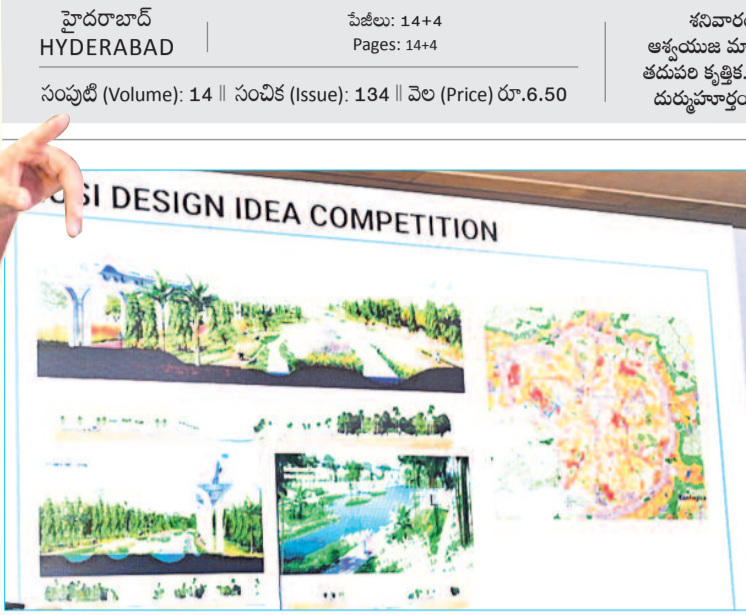 హైదరాబాద్
HYDERABAD
పేజీలు: 14+4
Pages: 14+4
సంపుటి (Volume): 14 || సంచిక (Issue): 134 || వెల (Price) రూ.6.50
శనివారం
ఆశ్వయుజ
తదుపరి కృత్తిక.
దుర్ముహూర్తం
SI DESIGN IDEA COMPETITION